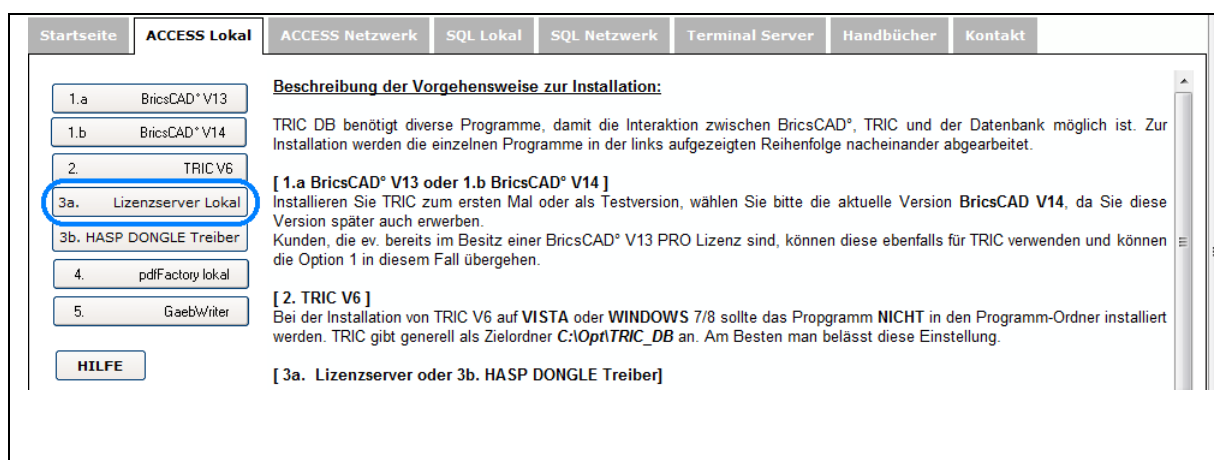 Startseite ACCESS Lokal ACCESS Netzwerk SQL Lokal SQL Netzwerk Terminal Server Handbücher Kontakt
1.a BricsCAD° V13
1.b BricsCAD° V14
2. TRIC V6
3a. Lizenzserver Lokal
3b. HASP DONGLE Treiber
4. pdfFactory lokal
5. GaebWriter
HILFE
Beschreibung der Vorgehensweise zur Installation:
TRIC DB benötigt diverse Programme, damit die Interaktion zwischen BricsCAD°, TRIC und der Datenbank möglich ist. Zur
Installation werden die einzelnen Programme in der links aufgezeigten Reihenfolge nacheinander abgearbeitet.
[ 1.a BricsCAD° V13 oder 1.b BricsCAD° V14 ]
Installieren Sie TRIC zum ersten Mal oder als Testversion, wählen Sie bitte die aktuelle Version BricsCAD V14, da Sie diese
Version später auch erwerben.
Kunden, die ev. bereits im Besitz einer BricsCAD° V13 PRO Lizenz sind, können diese ebenfalls für TRIC verwenden und können
die Option 1 in diesem Fall übergehen.
[ 2. TRIC V6 ]
Bei der Installation von TRIC V6 auf VISTA oder WINDOWS 7/8 sollte das Propgramm NICHT in den Programm-Ordner installiert
werden. TRIC gibt generell als Zielordner C:\Opt\TRIC_DB an. Am Besten man belässt diese Einstellung.
[ 3a. Lizenzserver oder 3b. HASP DONGLE Treiber]